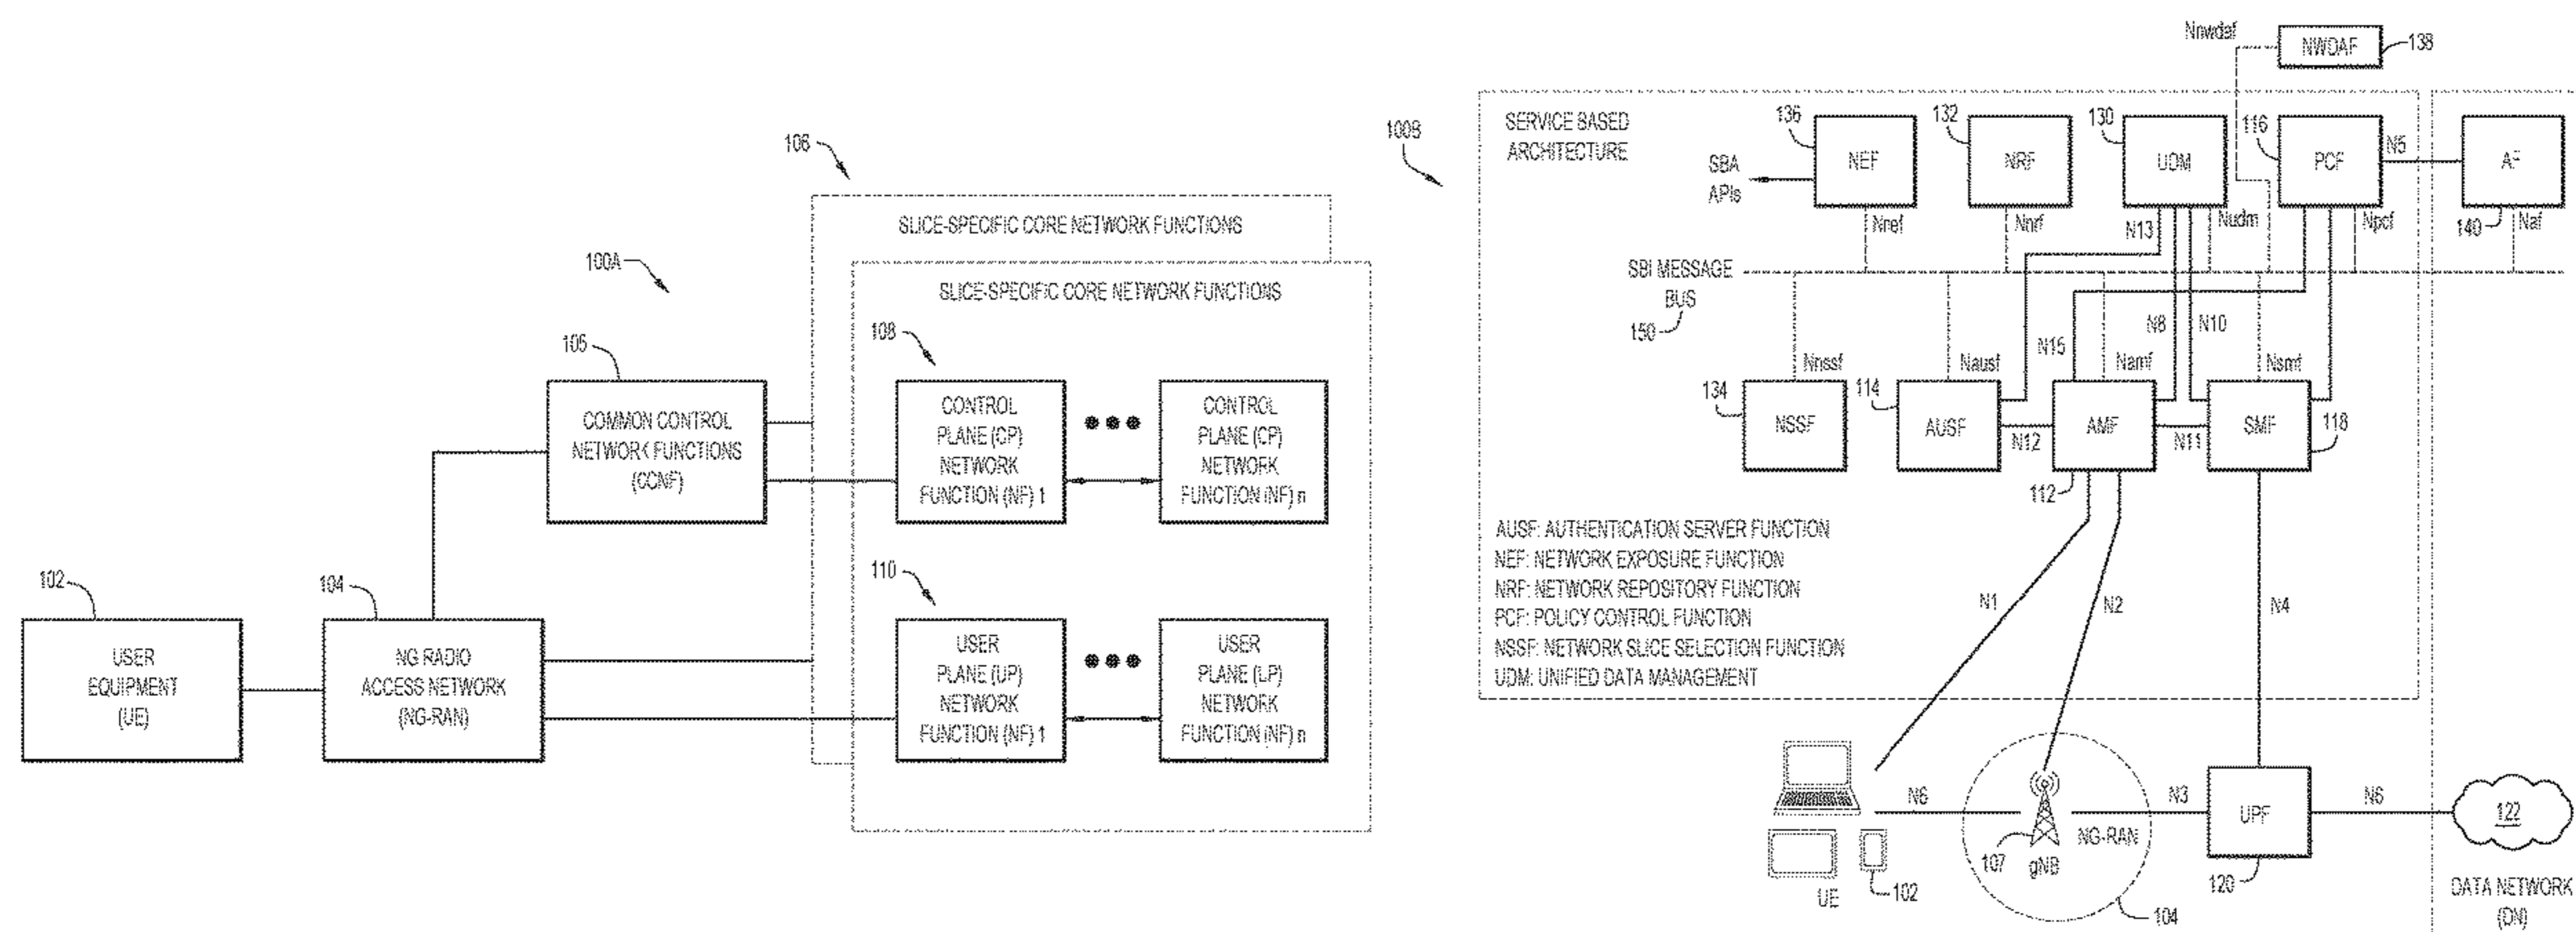 100A
106
SLICE-SPECIFIC CORE NETWORK FUNCTIONS
SLICE-SPECIFIC CORE NETWORK FUNCTIONS
105
COMMON CONTROL
NETWORK FUNCTIONS
(CCNF)
108
CONTROL
PLANE (CP)
NETWORK
FUNCTION (NF) 1
CONTROL
PLANE (CP)
NETWORK
FUNCTION (NF) n
102
USER
EQUIPMENT
(UE)
104
NG RADIO
ACCESS NETWORK
(NG-RAN)
110
USER
PLANE (UP)
NETWORK
FUNCTION (NF) 1
USER
PLANE (UP)
NETWORK
FUNCTION (NF) n
100B
Nnwdaf
NWDAF
138
SERVICE BASED
ARCHITECTURE
SBA
APIs
136
NEF
Nnef
132
NRF
Nnrf
130
UDM
Nudm
116
PCF
Npcf
N5
AF
140
Naf
N13
SBI MESSAGE
BUS
150
N15
N8
N10
Nnssf
Nausf
Namf
Nsmf
134
NSSF
114
AUSF
N12
AMF
112
N11
SMF
118
AUSF: AUTHENTICATION SERVER FUNCTION
NEF: NETWORK EXPOSURE FUNCTION
NRF: NETWORK REPOSITORY FUNCTION
PCF: POLICY CONTROL FUNCTION
NSSF: NETWORK SLICE SELECTION FUNCTION
UDM: UNIFIED DATA MANAGEMENT
N1
N2
N4
N6
N3
N6
UE
102
107
gNB
NG-RAN
104
UPF
120
122
DATA NETWORK
(DN)